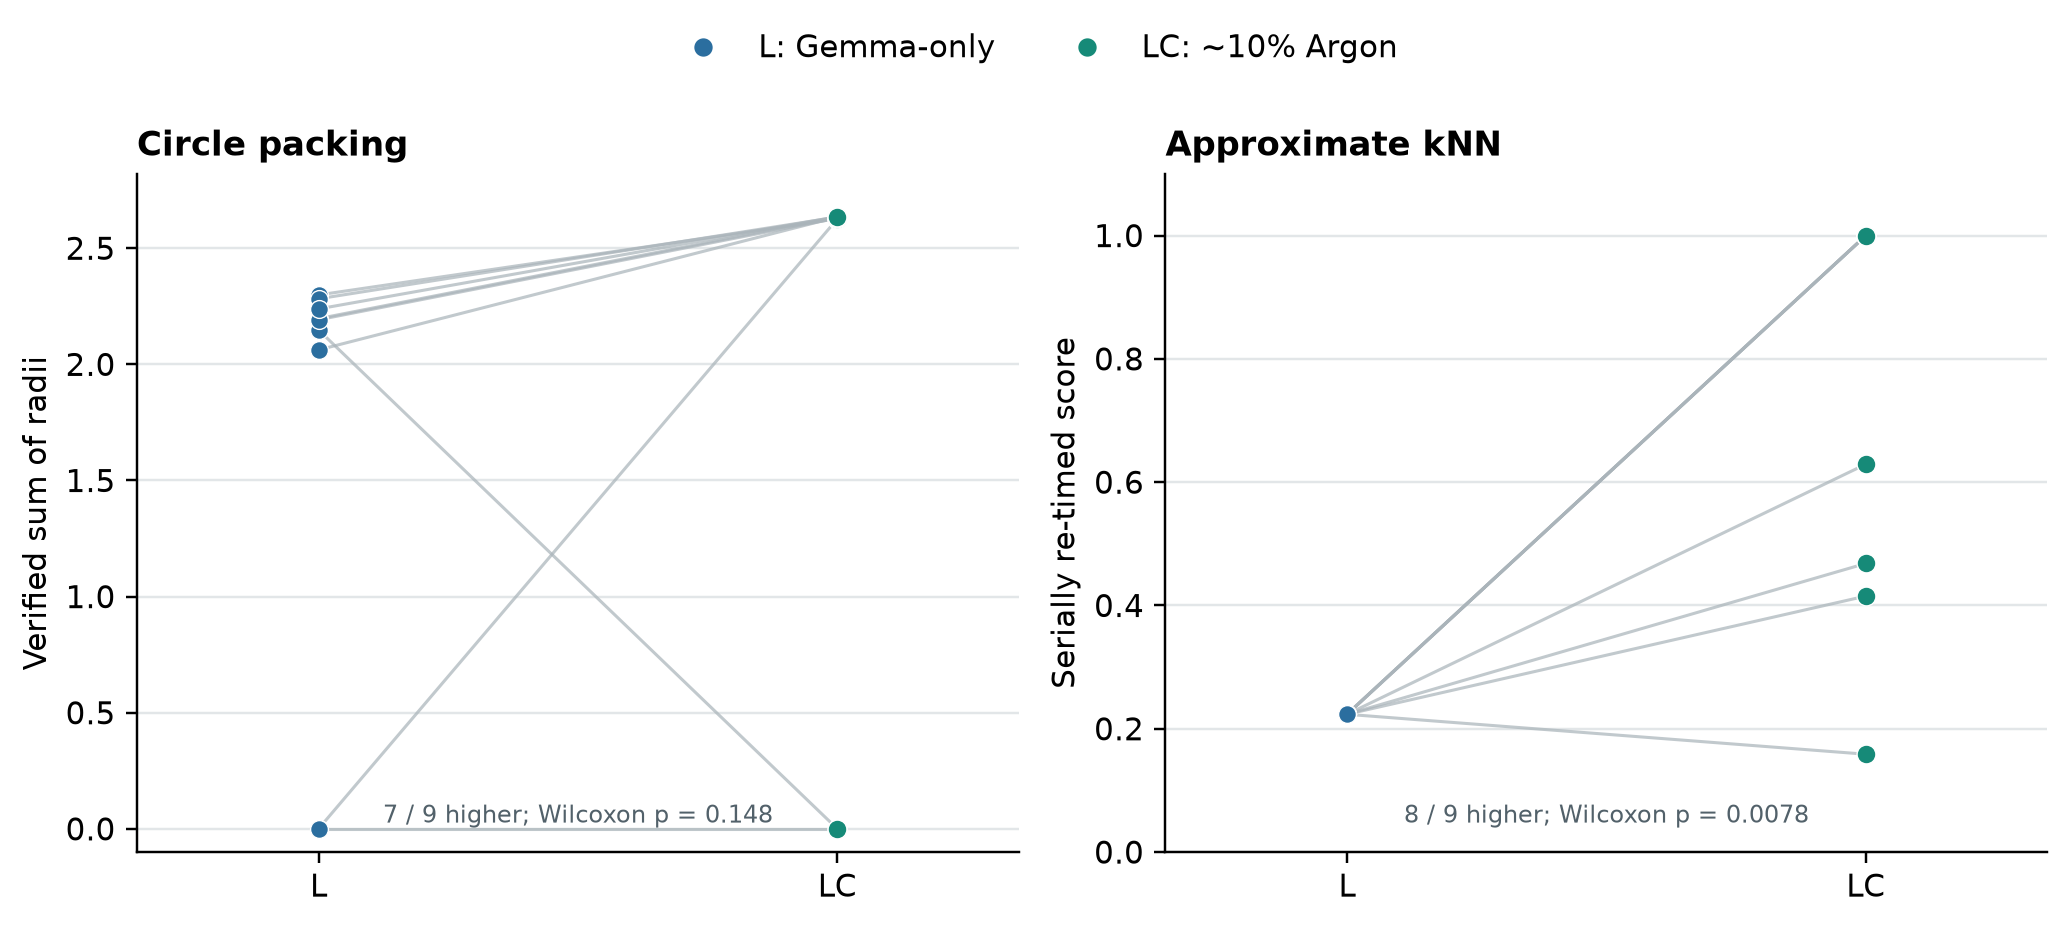 L: Gemma-only
LC: ~10% Argon
Circle packing
Verified sum of radii
2.5
2.0
1.5
1.0
0.5
0.0
7 / 9 higher; Wilcoxon p = 0.148
L
LC
Approximate kNN
Serially re-timed score
1.0
0.8
0.6
0.4
0.2
0.0
8 / 9 higher; Wilcoxon p = 0.0078
L
LC